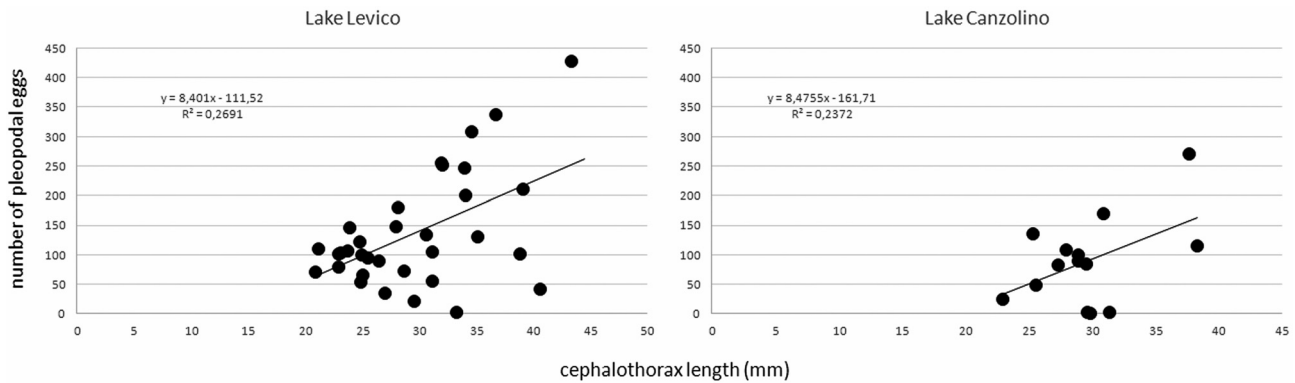 Lake Levico
Lake Canzolino
number of pleopodal eggs
450
400
350
300
250
200
150
100
50
0
y = 8,401x - 111,52
R² = 0,2691
0 5 10 15 20 25 30 35 40 45 50
450
400
350
300
250
200
150
100
50
0
y = 8,4755x - 161,71
R² = 0,2372
0 5 10 15 20 25 30 35 40 45
cephalothorax length (mm)